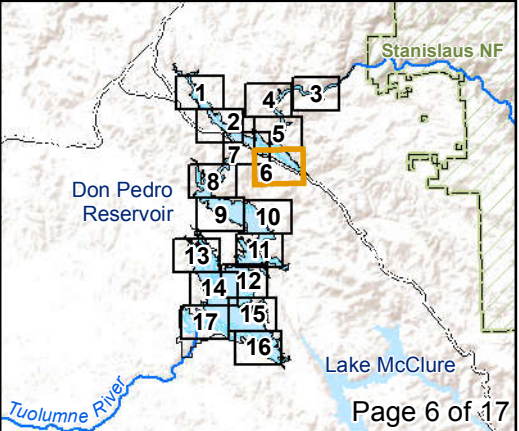 Stanislaus NF
1
4
3
2
5
7
6
8
Don Pedro
Reservoir
9
10
13
11
14
12
17
15
16
Lake McClure
Tuolumne River
Page 6 of 17